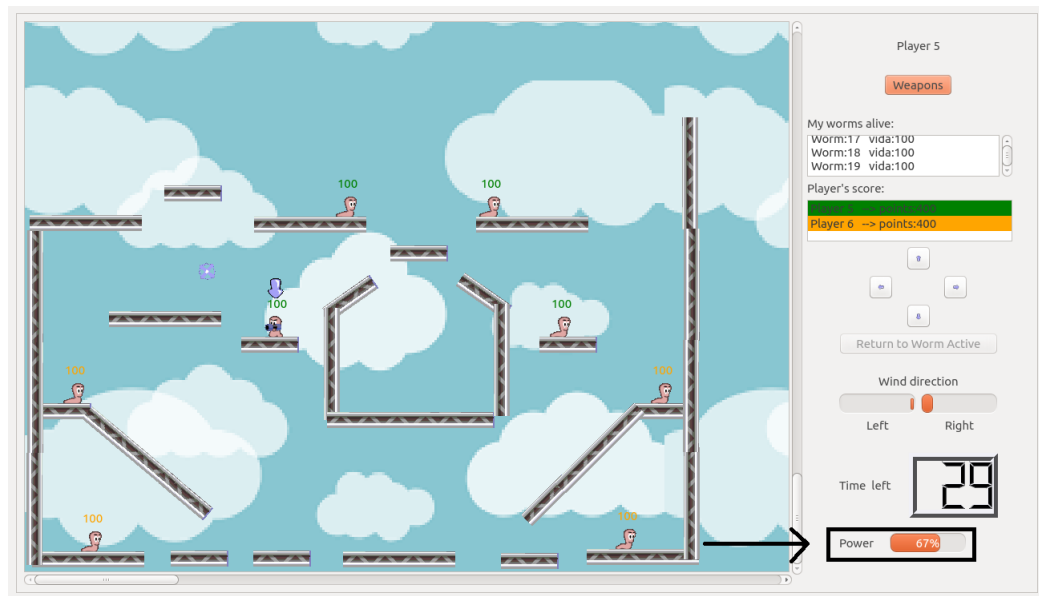 Player 5
Weapons
My worms alive:
Worm:17 vida:100
Worm:18 vida:100
Worm:19 vida:100
Player's score:
Player 5 --> points:400
Player 6 --> points:400
100
100
100
100
Return to Worm Active
100
100
Wind direction
Left Right
Time left 29
100
100
Power 67%